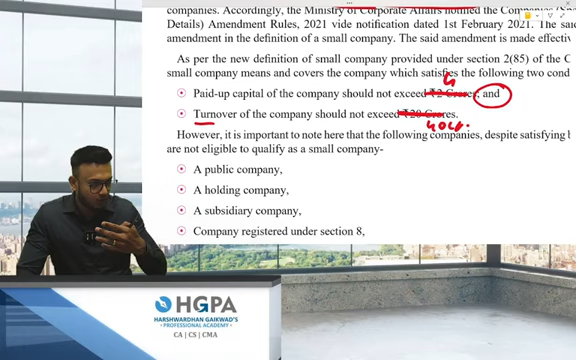 companies. Accordingly, the Ministry of Corporate Affairs notified the Companies (Sp
Details) Amendment Rules, 2021 vide notification dated 1st February 2021. The said
amendment in the definition of a small company. The said amendment is made effectiv
As per the new definition of small company provided under section 2(85) of the C
small company means and covers the company which satisfies the following two cond
4
Paid-up capital of the company should not exceed ₹2 Crores, and
Turnover of the company should not exceed ₹20 Crores.
40 cr.
However, it is important to note here that the following companies, despite satisfying b
are not eligible to qualify as a small company-
A public company,
A holding company,
A subsidiary company,
Company registered under section 8,
HGPA
HARSHWARDHAN GAIKWAD'S
PROFESSIONAL ACADEMY
CA | CS | CMA